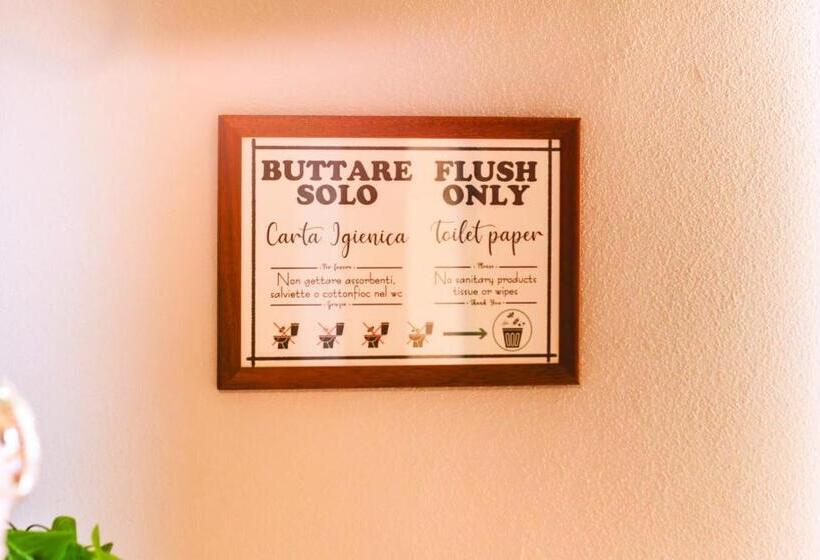 BUTTARE
SOLO
Carta Igienica
Per favore
Non gettare assorbenti,
salviette o cottonfioc nel wc
Grazie
FLUSH
ONLY
toilet paper
Please
No sanitary products
tissue or wipes
Thank You